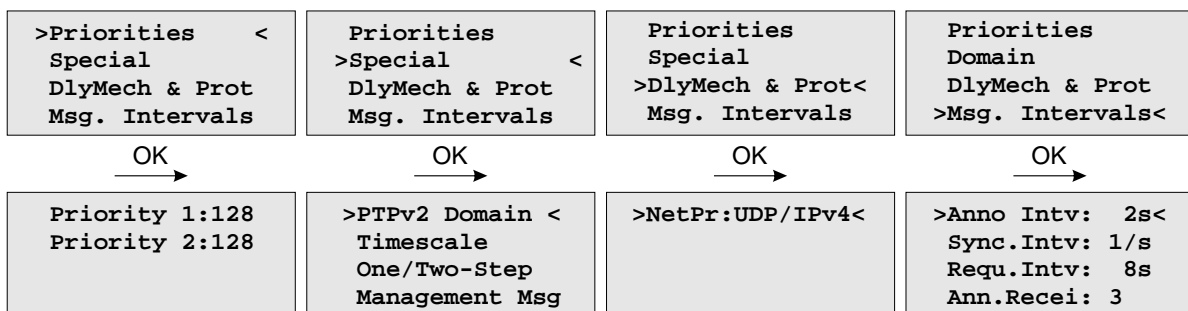 >Priorities <
Special
DlyMech & Prot
Msg. Intervals
Priorities
>Special <
DlyMech & Prot
Msg. Intervals
Priorities
Special
>DlyMech & Prot<
Msg. Intervals
Priorities
Domain
DlyMech & Prot
>Msg. Intervals<
OK
OK
OK
OK
Priority 1:128
Priority 2:128
>PTPv2 Domain <
Timescale
One/Two-Step
Management Msg
>NetPr:UDP/IPv4<
>Anno Intv: 2s<
Sync.Intv: 1/s
Requ.Intv: 8s
Ann.Recei: 3